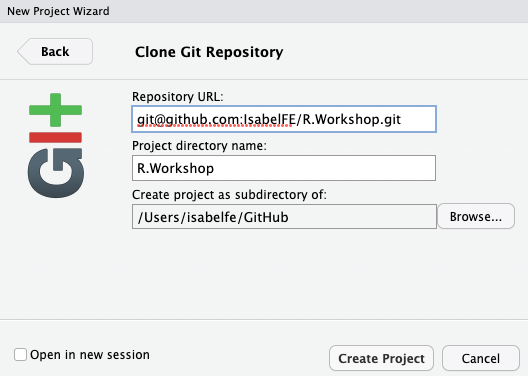 New Project Wizard
Back
Clone Git Repository
Repository URL:
git@github.com:IsabelFE/R.Workshop.git
Project directory name:
R.Workshop
Create project as subdirectory of:
/Users/isabelfe/GitHub
Browse...
Open in new session
Create Project
Cancel
Git